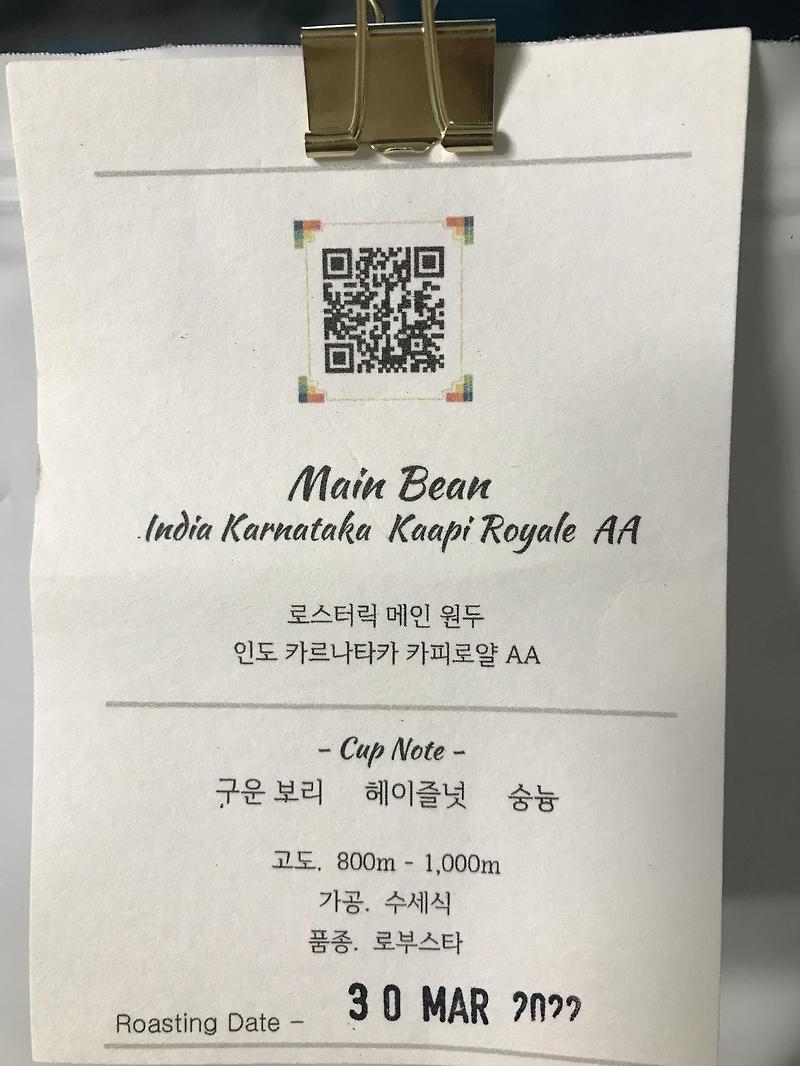 Main Bean
India Karnataka Kaapi Royale AA
로스터릭 메인 원두
인도 카르나타카 카피로얄 AA
- Cup Note -
구운 보리 헤이즐넛 숭늉
고도. 800m - 1,000m
가공. 수세식
품종. 로부스타
Roasting Date - 30 MAR 2022